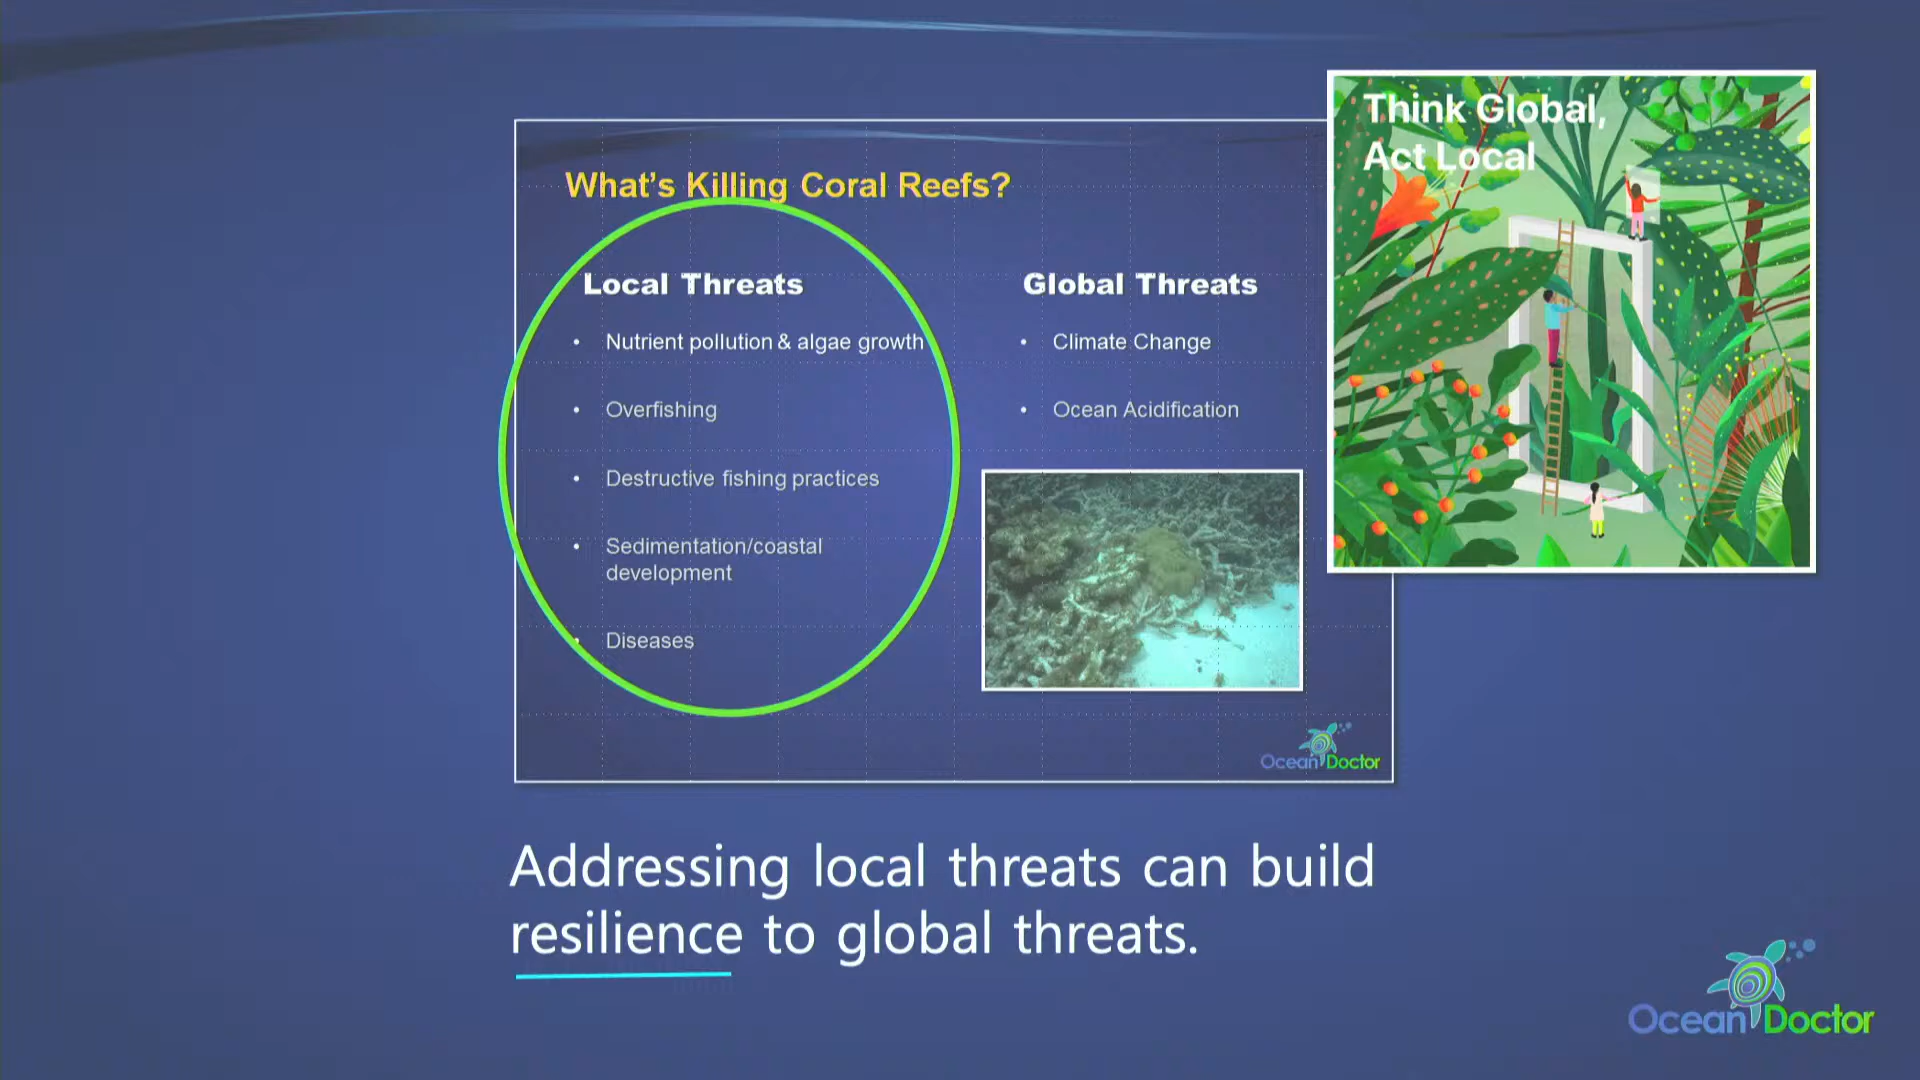 Think Global,
Act Local
What's Killing Coral Reefs?
Local Threats
• Nutrient pollution & algae growth
• Overfishing
• Destructive fishing practices
• Sedimentation/coastal
development
• Diseases
Global Threats
• Climate Change
• Ocean Acidification
Ocean Doctor
Addressing local threats can build
resilience to global threats.
Ocean Doctor